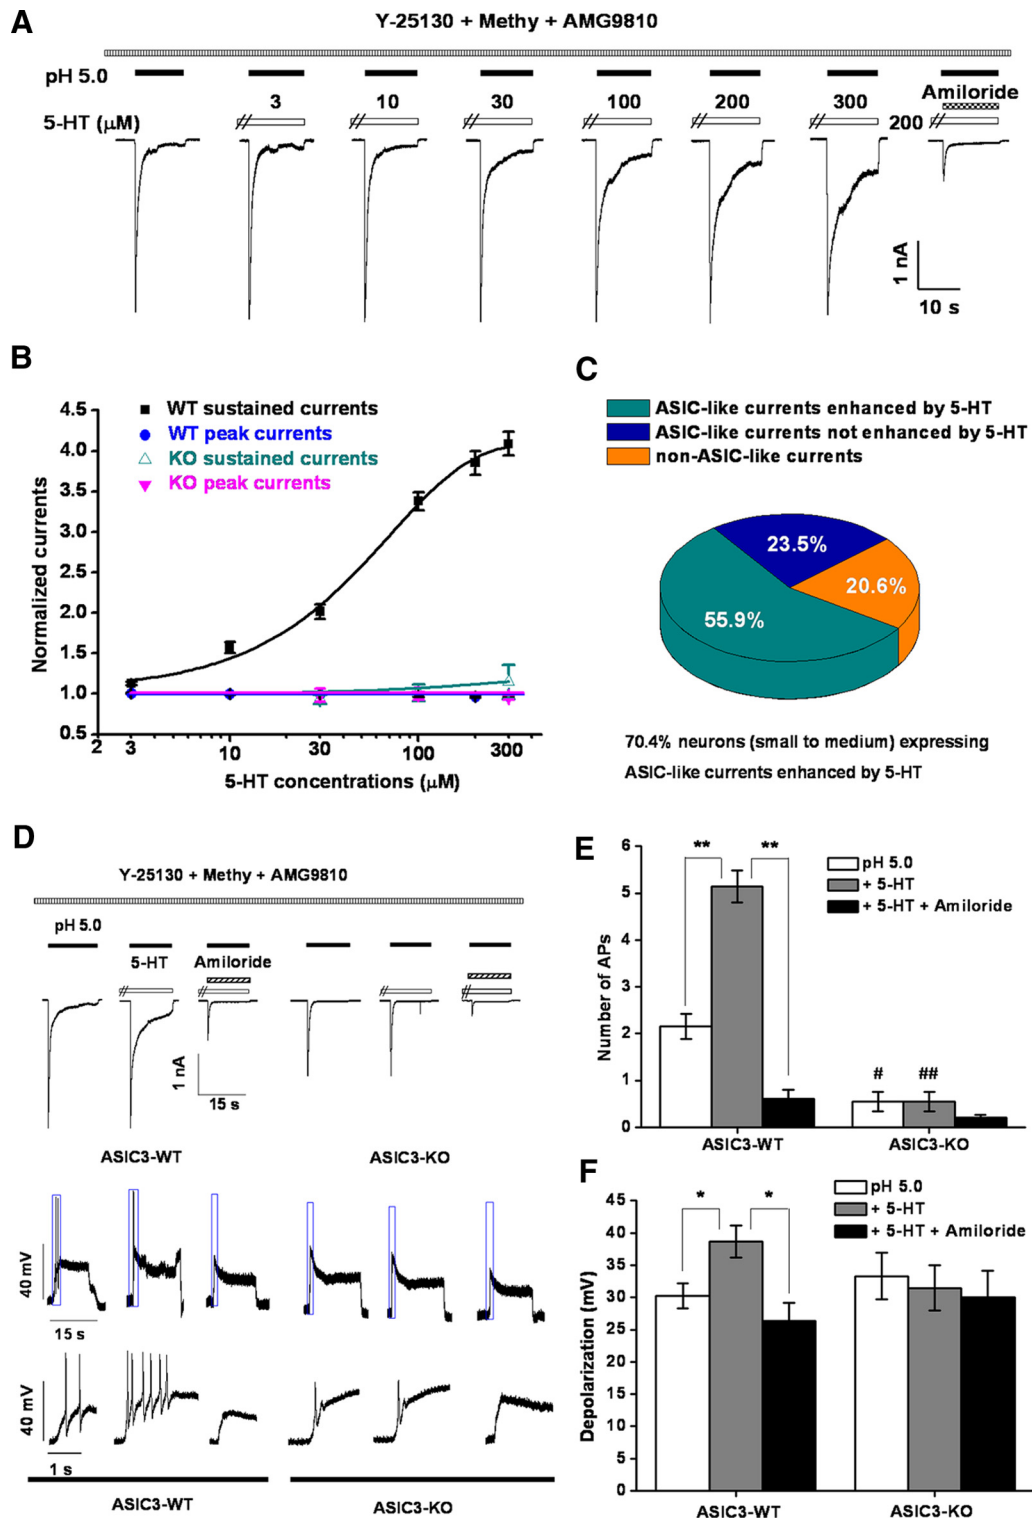 A
Y-25130 + Methy + AMG9810
pH 5.0
5-HT (μM)
3
10
30
100
200
300
200
Amiloride
1 nA
10 s
B
WT sustained currents
WT peak currents
KO sustained currents
KO peak currents
Normalized currents
4.5
4.0
3.5
3.0
2.5
2.0
1.5
1.0
0.5
2
3
10
30
100
300
5-HT concentrations (μM)
C
ASIC-like currents enhanced by 5-HT
ASIC-like currents not enhanced by 5-HT
non-ASIC-like currents
23.5%
20.6%
55.9%
70.4% neurons (small to medium) expressing
ASIC-like currents enhanced by 5-HT
D
Y-25130 + Methy + AMG9810
pH 5.0
5-HT
Amiloride
1 nA
15 s
ASIC3-WT
ASIC3-KO
40 mV
15 s
40 mV
1 s
ASIC3-WT
ASIC3-KO
E
Number of APs
6
5
4
3
2
1
0
**
**
pH 5.0
+ 5-HT
+ 5-HT + Amiloride
#
##
ASIC3-WT
ASIC3-KO
F
Depolarization (mV)
45
40
35
30
25
20
15
10
5
0
*
*
pH 5.0
+ 5-HT
+ 5-HT + Amiloride
ASIC3-WT
ASIC3-KO